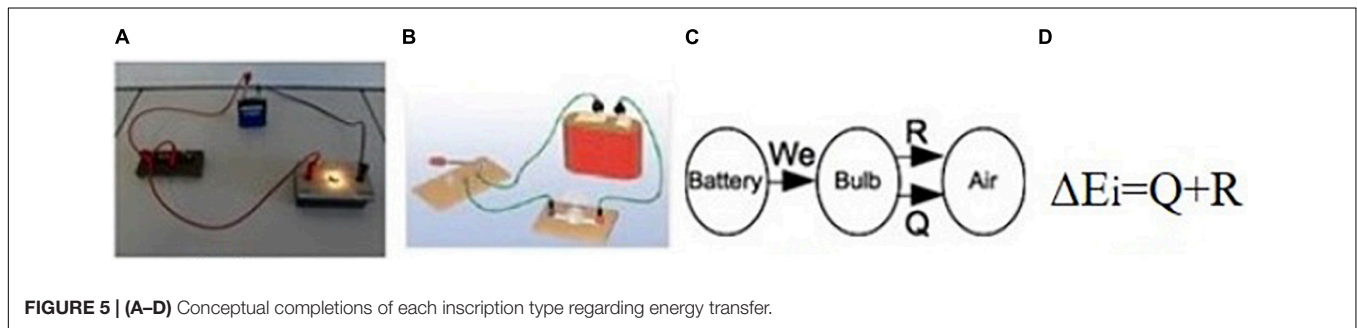 A
B
C
D
Battery
We
Bulb
R
Q
Air
ΔEi=Q+R
FIGURE 5 | (A–D) Conceptual completions of each inscription type regarding energy transfer.